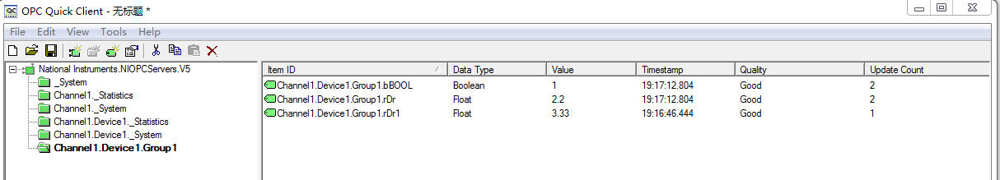 OPC Quick Client - 无标题 *
File Edit View Tools Help
National Instruments.NIOPCServers.V5
_System
Channel1._Statistics
Channel1._System
Channel1.Device1._Statistics
Channel1.Device1._System
Channel1.Device1.Group1
Item ID Data Type Value Timestamp Quality Update Count
Channel1.Device1.Group1.bBOOL Boolean 1 19:17:12.804 Good 2
Channel1.Device1.Group1.rDr Float 2.2 19:17:12.804 Good 2
Channel1.Device1.Group1.rDr1 Float 3.33 19:16:46.444 Good 1